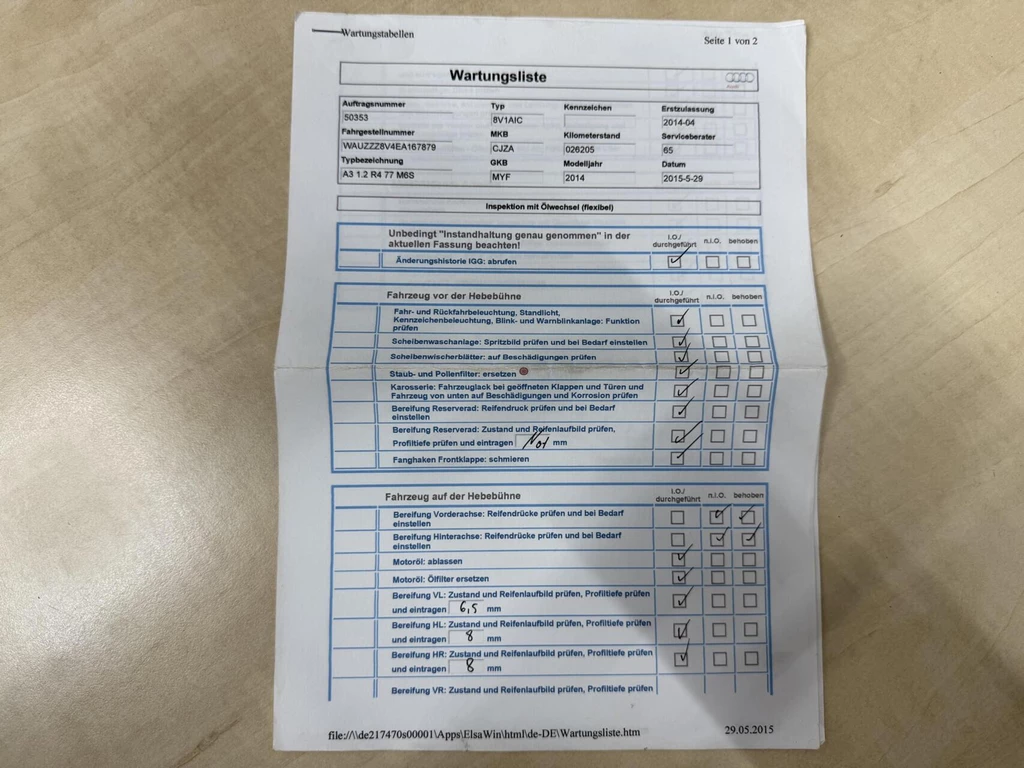 Wartungstabellen
Seite 1 von 2
Wartungsliste
Audi
Auftragsnummer Typ Kennzeichen Erstzulassung
50353 8V1AIC 2014-04
Fahrgestellnummer MKB Kilometerstand Serviceberater
WAUZZZ8V4EA167879 CJZA 026205 65
Typbezeichnung GKB Modelljahr Datum
A3 1.2 R4 77 M6S MYF 2014 2015-5-29
Inspektion mit Ölwechsel (flexibel)
Unbedingt "Instandhaltung genau genommen" in der
aktuellen Fassung beachten!
I.O./
durchgeführt n.i.O. behoben
Änderungshistorie IGG: abrufen
Fahrzeug vor der Hebebühne
I.O./
durchgeführt n.i.O. behoben
Fahr- und Rückfahrbeleuchtung, Standlicht,
Kennzeichenbeleuchtung, Blink- und Warnblinkanlage: Funktion
prüfen
Scheibenwaschanlage: Spritzbild prüfen und bei Bedarf einstellen
Scheibenwischerblätter: auf Beschädigungen prüfen
Staub- und Pollenfilter: ersetzen
Karosserie: Fahrzeuglack bei geöffneten Klappen und Türen und
Fahrzeug von unten auf Beschädigungen und Korrosion prüfen
Bereifung Reserverad: Reifendruck prüfen und bei Bedarf
einstellen
Bereifung Reserverad: Zustand und Reifenlaufbild prüfen,
Profiltiefe prüfen und eintragen mm
Fanghaken Frontklappe: schmieren
Fahrzeug auf der Hebebühne
I.O./
durchgeführt n.i.O. behoben
Bereifung Vorderachse: Reifendrücke prüfen und bei Bedarf
einstellen
Bereifung Hinterachse: Reifendrücke prüfen und bei Bedarf
einstellen
Motoröl: ablassen
Motoröl: Ölfilter ersetzen
Bereifung VL: Zustand und Reifenlaufbild prüfen, Profiltiefe prüfen
und eintragen 6,5 mm
Bereifung HL: Zustand und Reifenlaufbild prüfen, Profiltiefe prüfen
und eintragen 8 mm
Bereifung HR: Zustand und Reifenlaufbild prüfen, Profiltiefe prüfen
und eintragen 8 mm
Bereifung VR: Zustand und Reifenlaufbild prüfen, Profiltiefe prüfen
file://\\de217470s00001\Apps\ElsaWin\html\de-DE\Wartungsliste.htm
29.05.2015